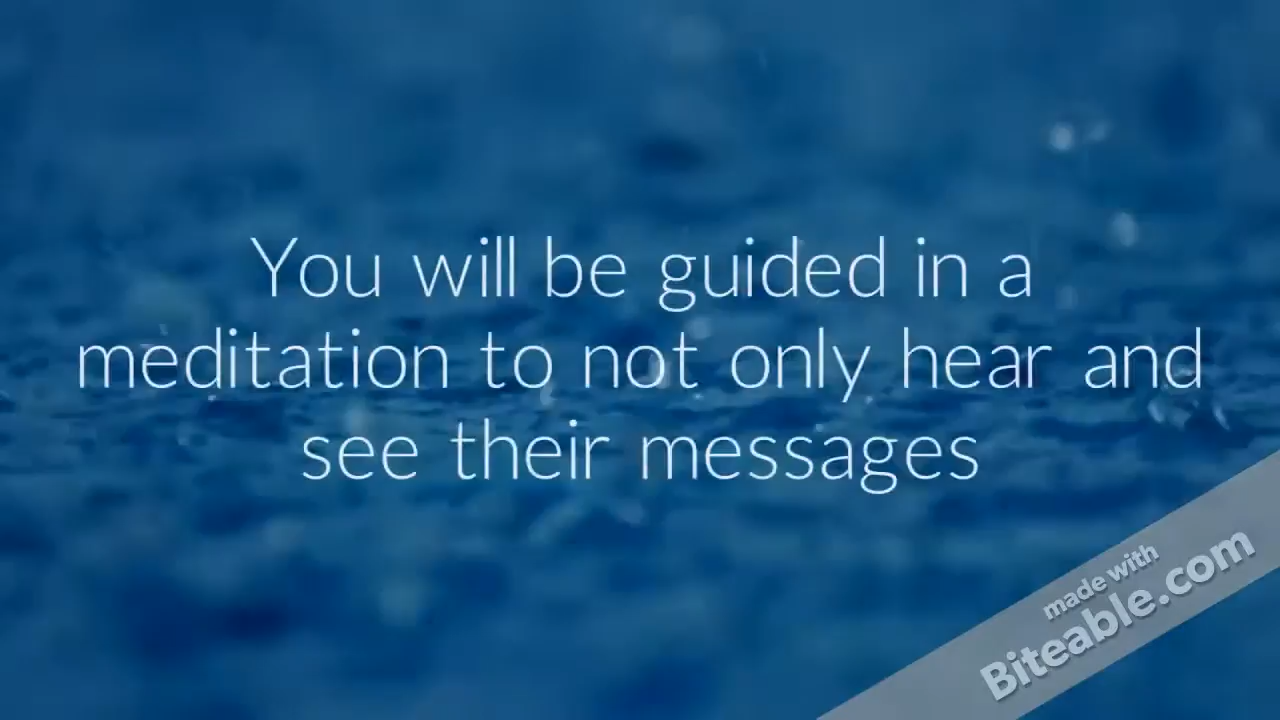 You will be guided in a
meditation to not only hear and
see their messages
made with
Biteable.com